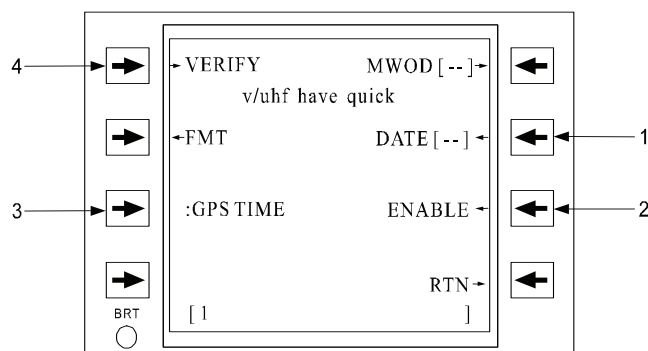 4
→VERIFY MWOD[--]→
v/uhf have quick
←FMT DATE[--]←
1
3
:GPS TIME ENABLE←
2
RTN→
BRT
[1 ]